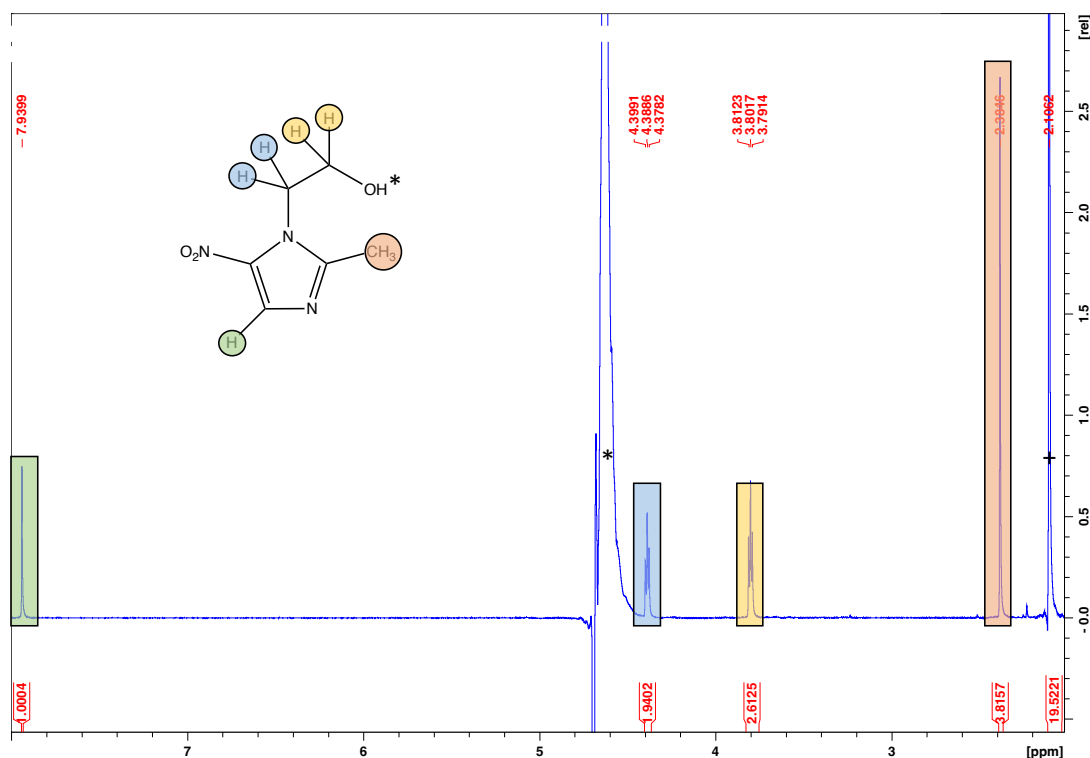 [rel]
7.9399
4.3991
4.3886
4.3782
3.8123
3.8017
3.7914
2.3846
2.1062
2.5
2.0
1.5
1.0
0.5
-0.0
H
H
H
H
OH*
N
O₂N
CH₃
N
H
*
+
1.0004
1.9402
2.6125
3.8157
19.5221
7
6
5
4
3
[ppm]